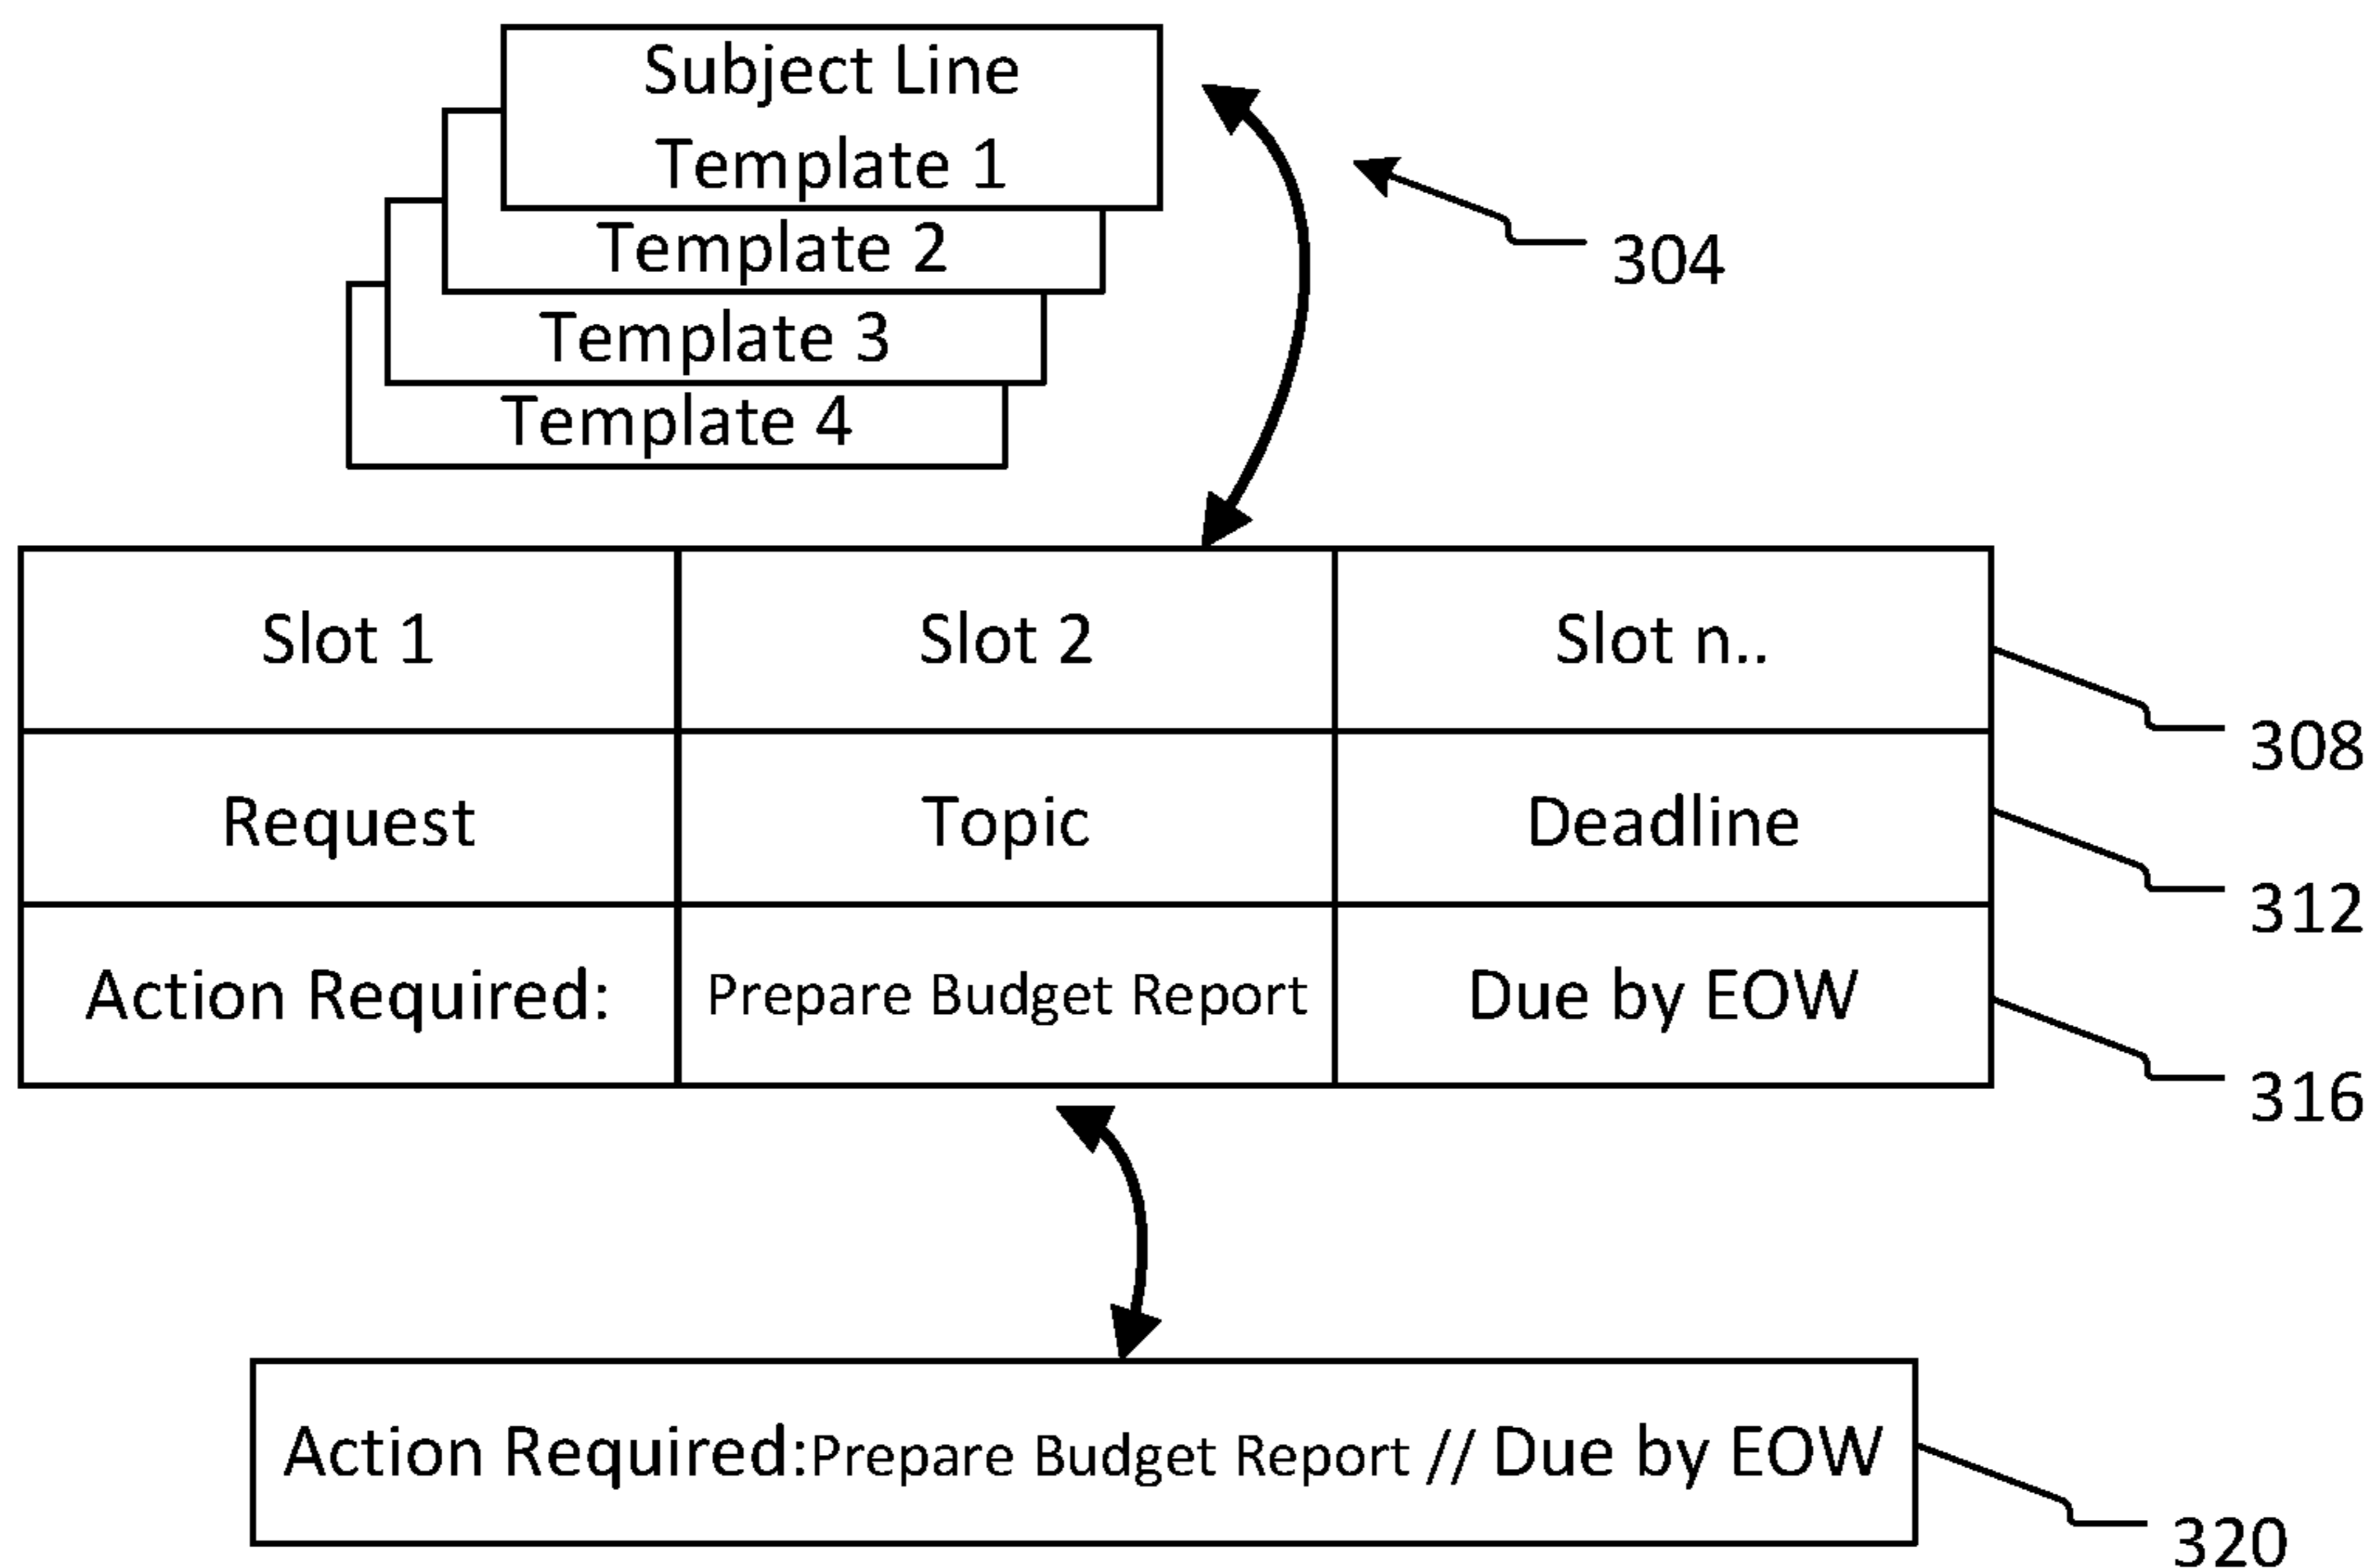 Subject Line
Template 1
Template 2
304
Template 3
Template 4
Slot 1 Slot 2 Slot n..
308
Request Topic Deadline
312
Action Required: Prepare Budget Report Due by EOW
316
Action Required:Prepare Budget Report // Due by EOW
320